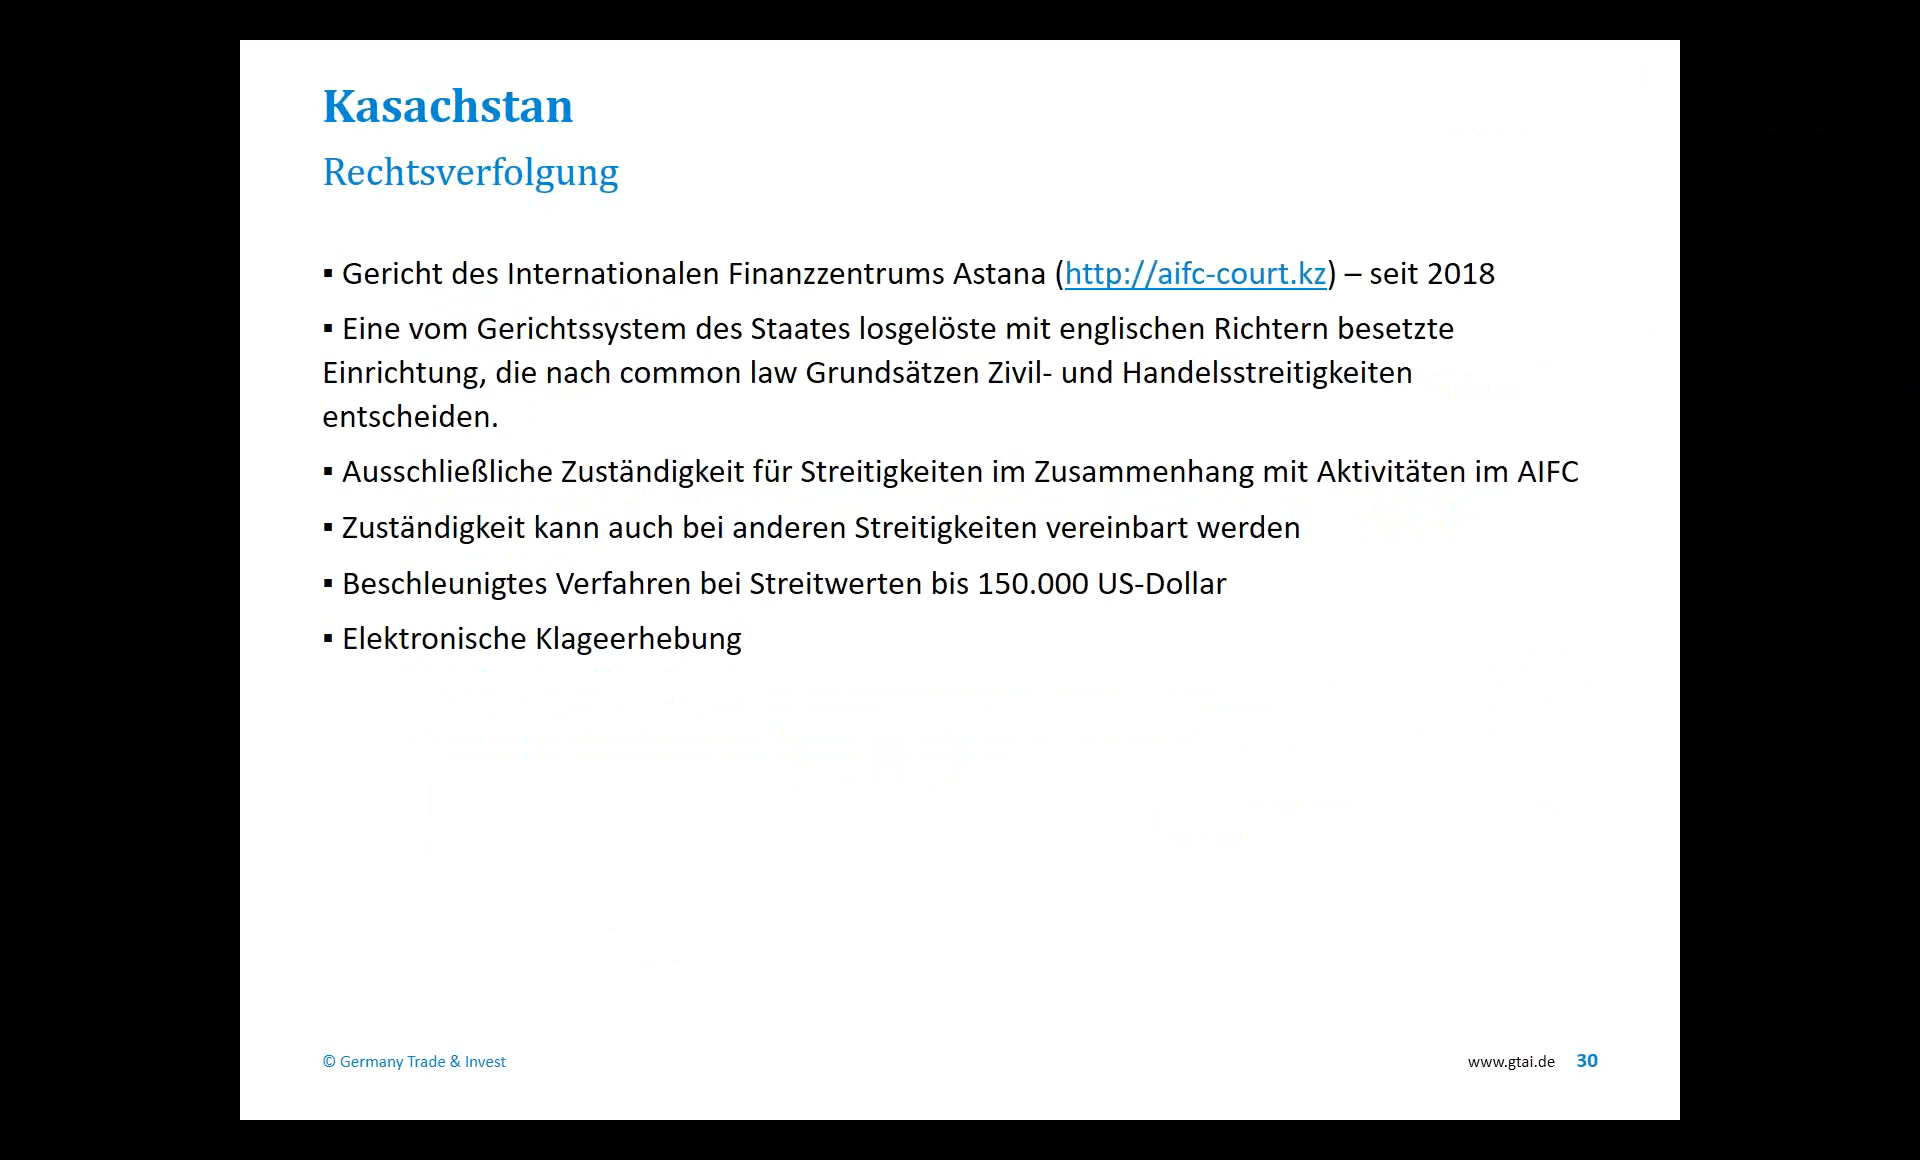 Kasachstan
Rechtsverfolgung
▪ Gericht des Internationalen Finanzzentrums Astana (http://aifc-court.kz) – seit 2018
▪ Eine vom Gerichtssystem des Staates losgelöste mit englischen Richtern besetzte
Einrichtung, die nach common law Grundsätzen Zivil- und Handelsstreitigkeiten
entscheiden.
▪ Ausschließliche Zuständigkeit für Streitigkeiten im Zusammenhang mit Aktivitäten im AIFC
▪ Zuständigkeit kann auch bei anderen Streitigkeiten vereinbart werden
▪ Beschleunigtes Verfahren bei Streitwerten bis 150.000 US-Dollar
▪ Elektronische Klageerhebung
© Germany Trade & Invest
www.gtai.de 30